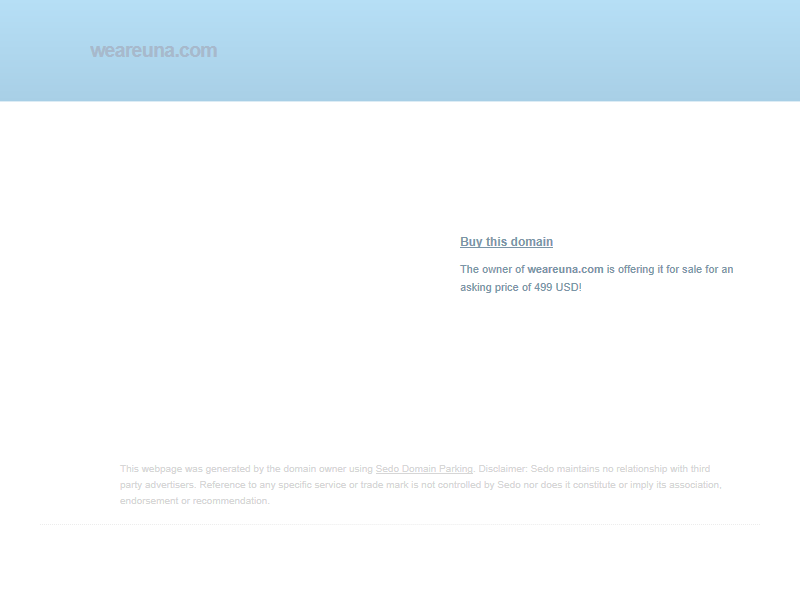 weareuna.com
Buy this domain
The owner of weareuna.com is offering it for sale for an
asking price of 499 USD!
This webpage was generated by the domain owner using Sedo Domain Parking. Disclaimer: Sedo maintains no relationship with third
party advertisers. Reference to any specific service or trade mark is not controlled by Sedo nor does it constitute or imply its association,
endorsement or recommendation.